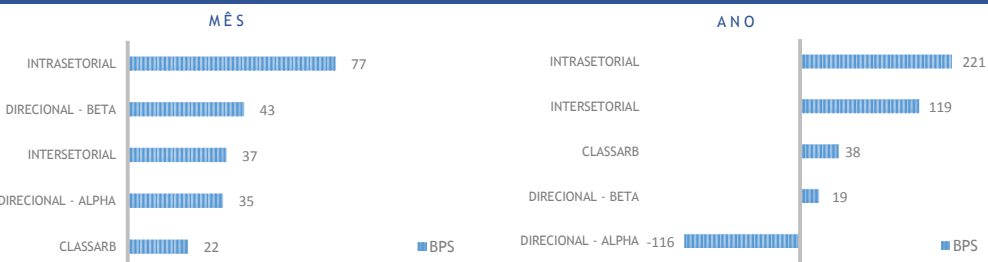 MÊS
INTRASETORIAL 77
DIRECIONAL - BETA 43
INTERSETORIAL 37
DIRECIONAL - ALPHA 35
CLASSARB 22
BPS
ANO
INTRASETORIAL 221
INTERSETORIAL 119
CLASSARB 38
DIRECIONAL - BETA 19
DIRECIONAL - ALPHA -116
BPS